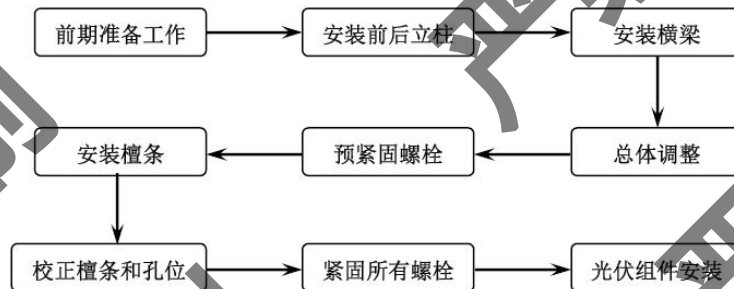 前期准备工作
安装前后立柱
安装横梁
安装檀条
预紧固螺栓
总体调整
校正檀条和孔位
紧固所有螺栓
光伏组件安装